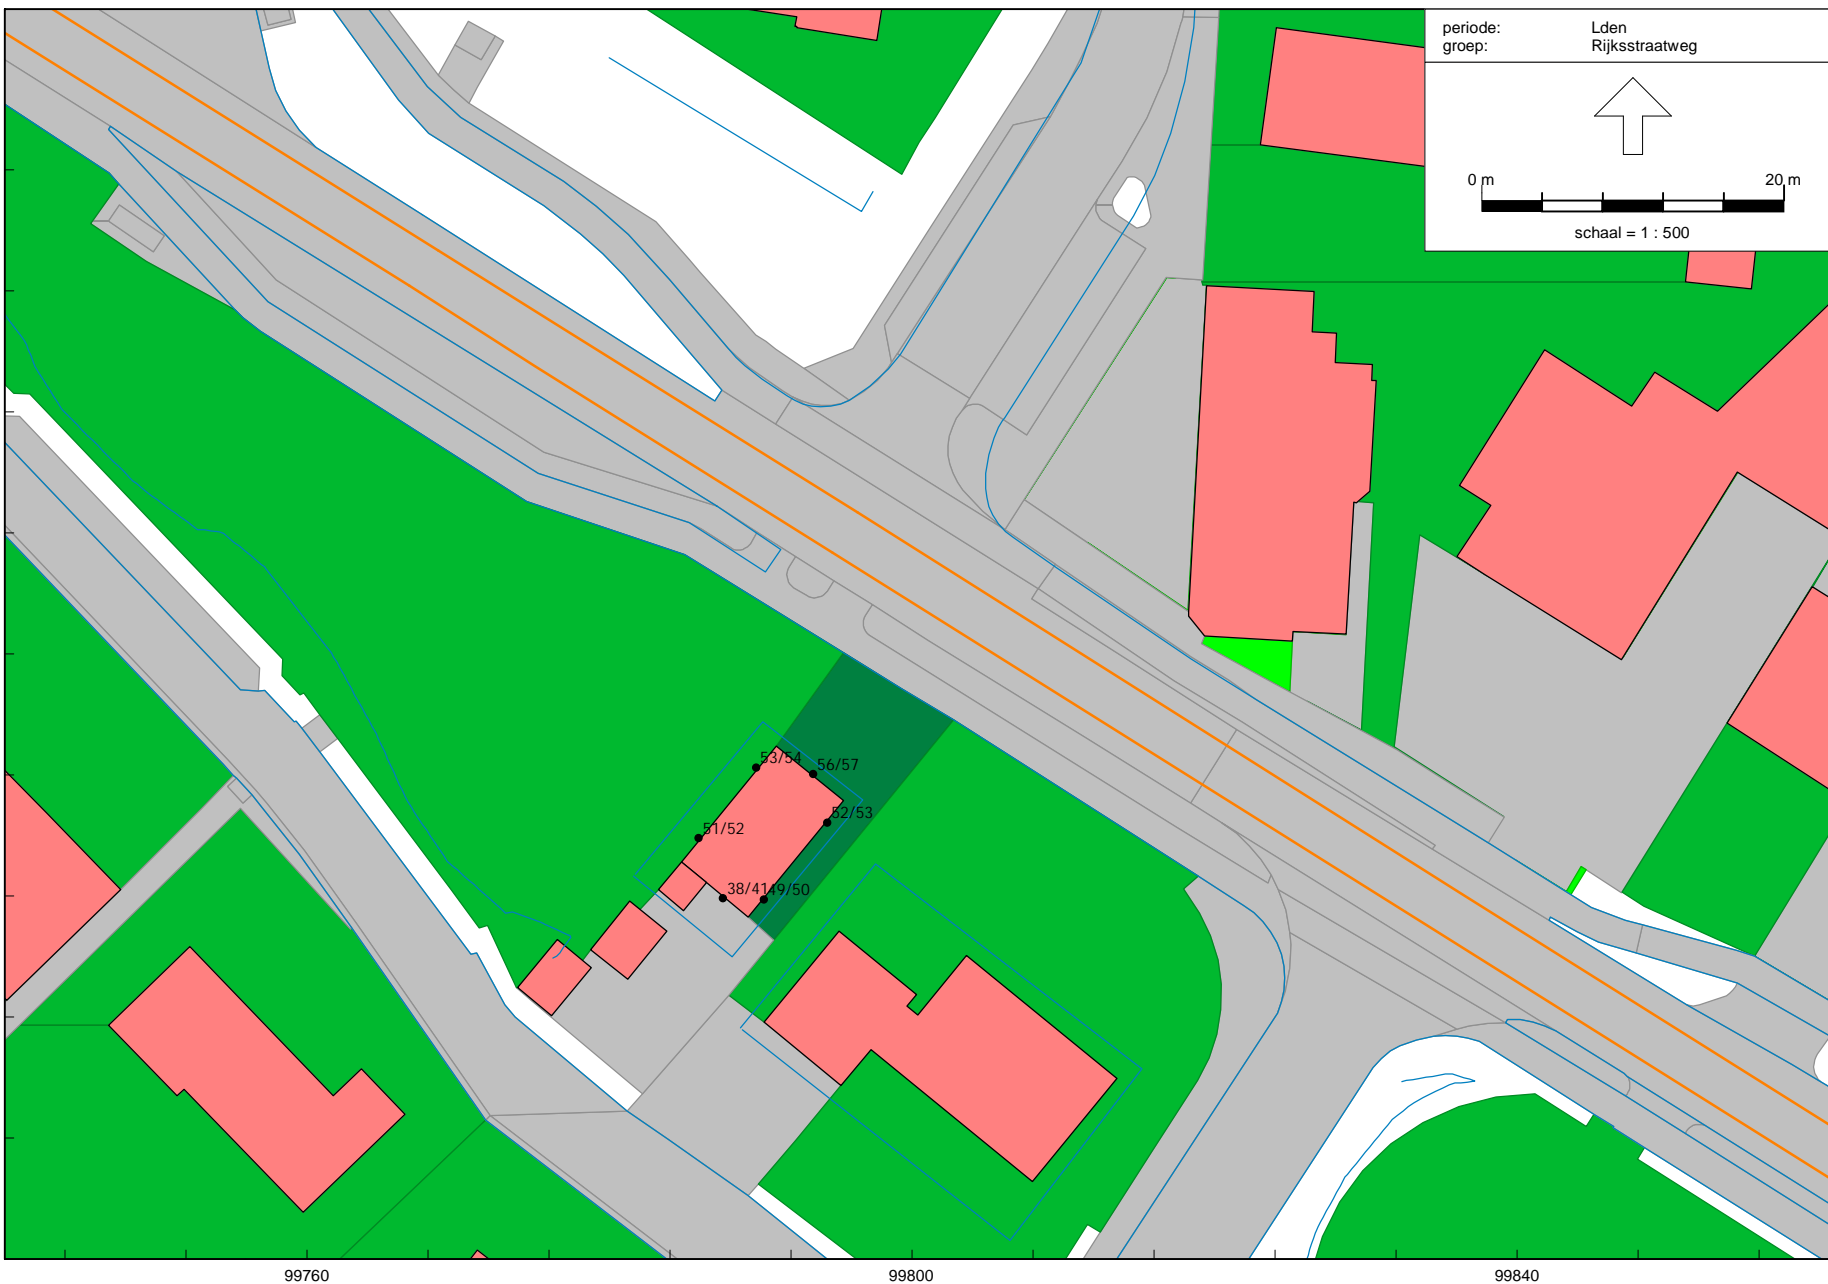 periode: Lden
groep: Rijksstraatweg
0 m 20 m
schaal = 1 : 500
53/54
56/57
52/53
51/52
38/41
49/50
99760 99800 99840